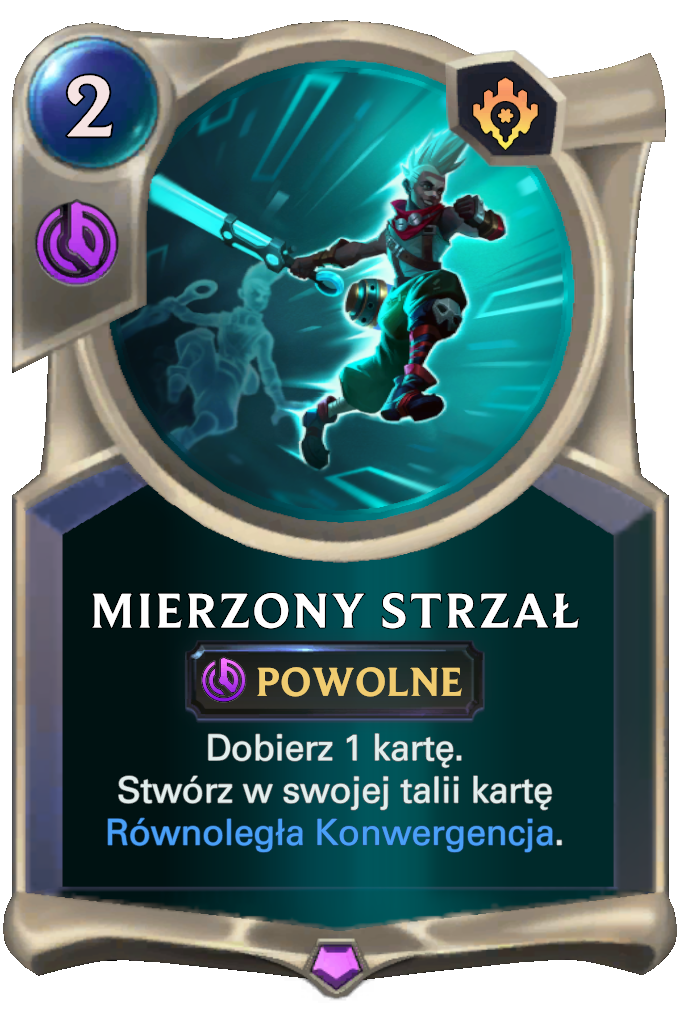 2
MIERZONY STRZAŁ
POWOLNE
Dobierz 1 kartę.
Stwórz w swojej talii kartę
Równoległa Konwergencja.